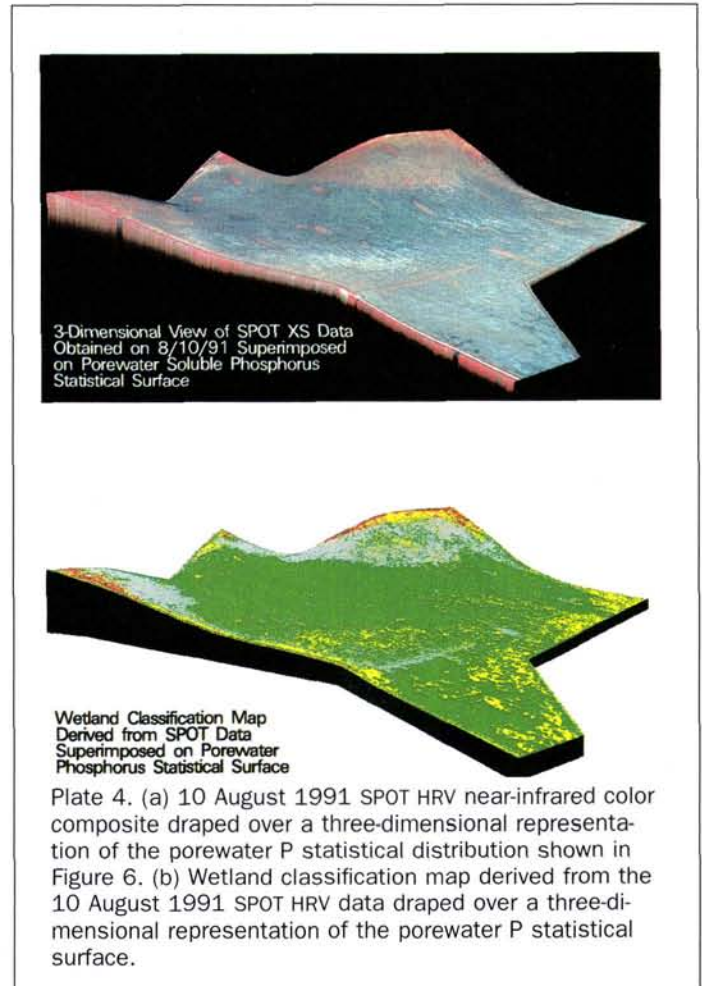 3-Dimensional View of SPOT XS Data
Obtained on 8/10/91 Superimposed
on Porewater Soluble Phosphorus
Statistical Surface
Wetland Classification Map
Derived from SPOT Data
Superimposed on Porewater
Phosphorus Statistical Surface
Plate 4. (a) 10 August 1991 SPOT HRV near-infrared color
composite draped over a three-dimensional representa-
tion of the porewater P statistical distribution shown in
Figure 6. (b) Wetland classification map derived from the
10 August 1991 SPOT HRV data draped over a three-di-
mensional representation of the porewater P statistical
surface.